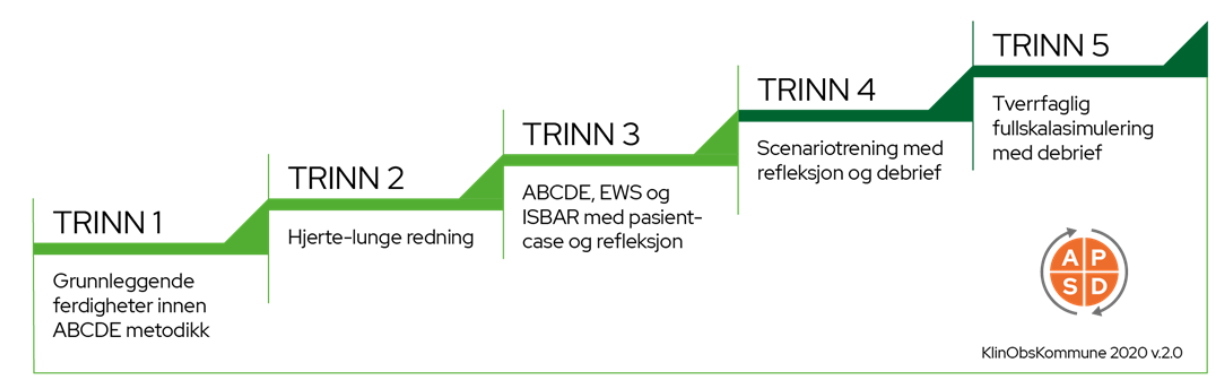 TRINN 1
Grunnleggende
ferdigheter innen
ABCDE metodikk
TRINN 2
Hjerte-lunge redning
TRINN 3
ABCDE, EWS og
ISBAR med pasient-
case og refleksjon
TRINN 4
Scenariotrening med
refleksjon og debrief
TRINN 5
Tverrfaglig
fullskalasimulering
med debrief
A P
S D
KlinObsKommune 2020 v.2.0